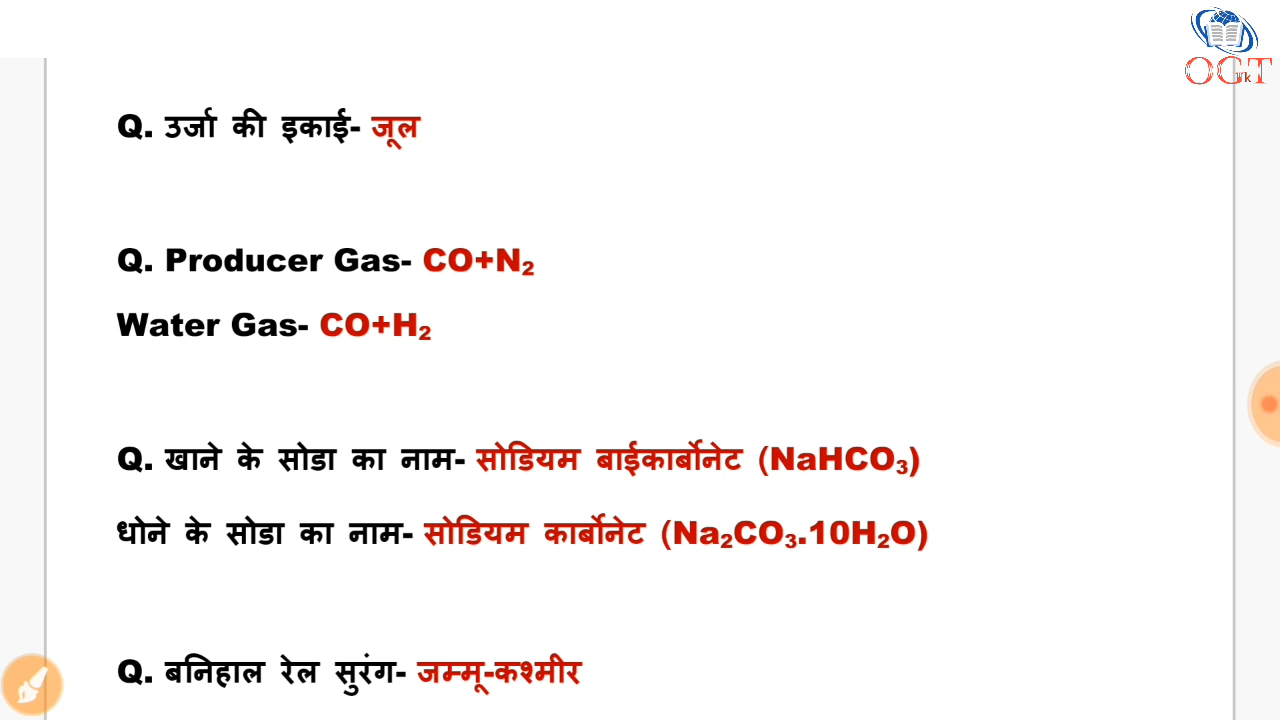 OGT
Uk
Q. उर्जा की इकाई- जूल
Q. Producer Gas- CO+N₂
Water Gas- CO+H₂
Q. खाने के सोडा का नाम- सोडियम बाईकार्बोनेट (NaHCO₃)
धोने के सोडा का नाम- सोडियम कार्बोनेट (Na₂CO₃.10H₂O)
Q. बनिहाल रेल सुरंग- जम्मू-कश्मीर